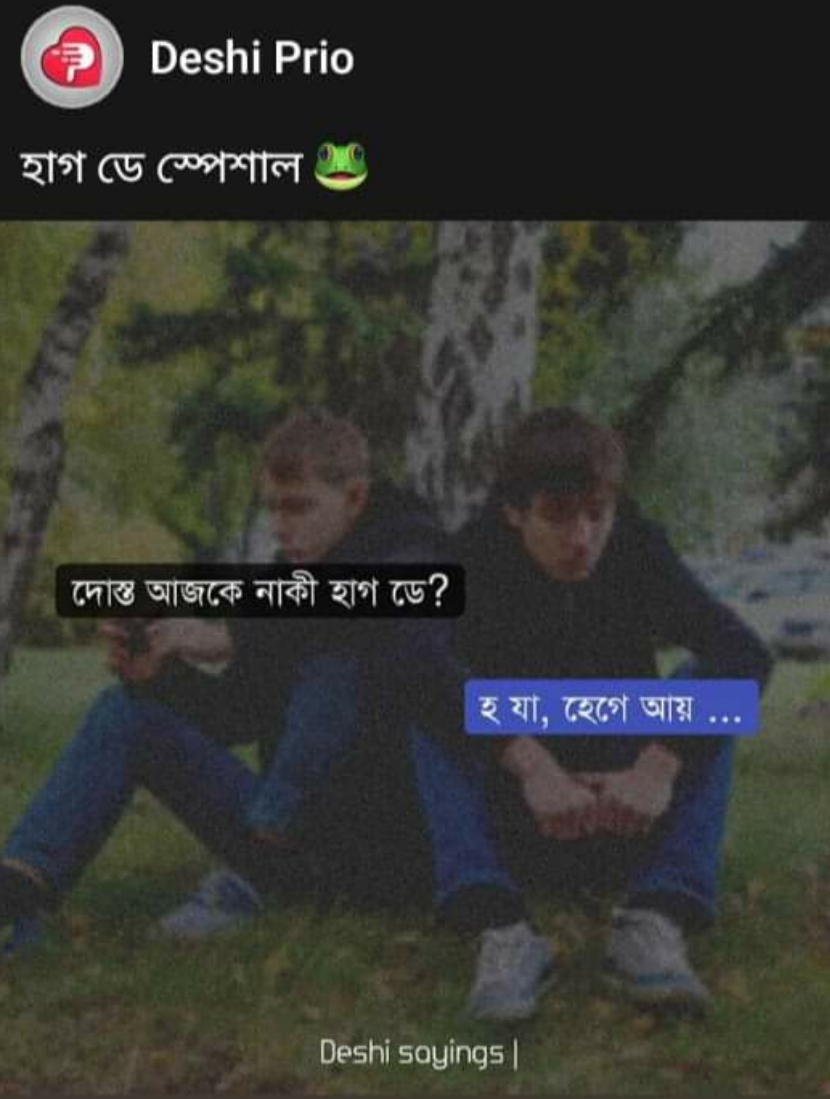 Deshi Prio
হাগ ডে স্পেশাল 🐸
দোস্ত আজকে নাকী হাগ ডে?
হ যা, হেগে আয় ...
Deshi sayings |